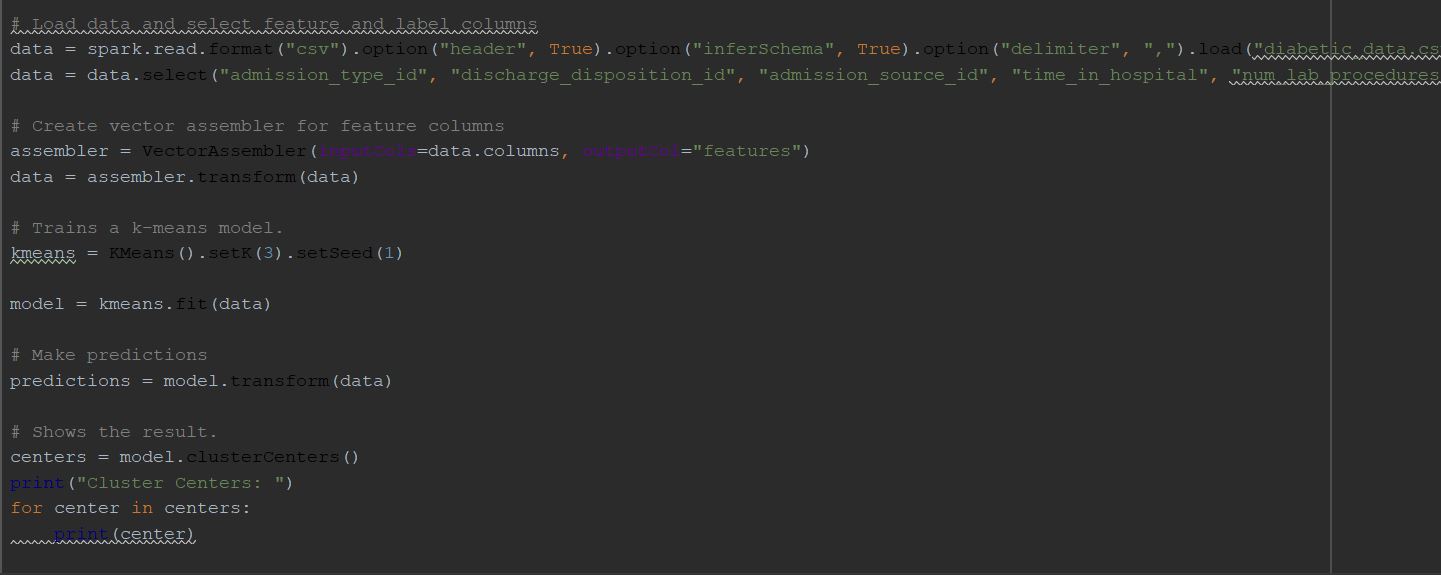 # Load data and select feature and label columns
data = spark.read.format("csv").option("header", True).option("inferSchema", True).option("delimiter", ",").load("diabetic_data.cs
data = data.select("admission_type_id", "discharge_disposition_id", "admission_source_id", "time_in_hospital", "num_lab_procedures
# Create vector assembler for feature columns
assembler = VectorAssembler(inputCols=data.columns, outputCol="features")
data = assembler.transform(data)
# Trains a k-means model.
kmeans = KMeans().setK(3).setSeed(1)
model = kmeans.fit(data)
# Make predictions
predictions = model.transform(data)
# Shows the result.
centers = model.clusterCenters()
print("Cluster Centers: ")
for center in centers:
    print(center)